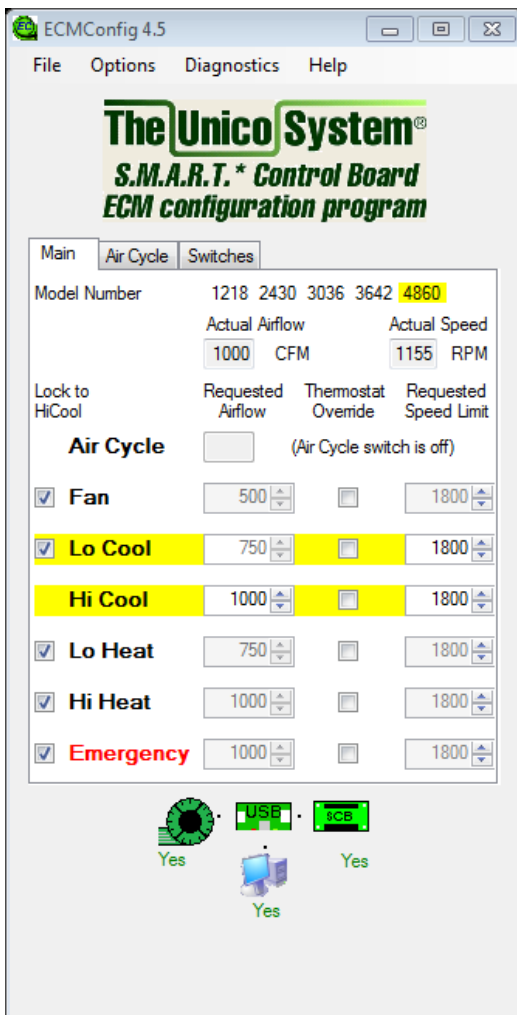 EC ECMConfig 4.5
File Options Diagnostics Help
The Unico System®
S.M.A.R.T.* Control Board
ECM configuration program
Main Air Cycle Switches
Model Number 1218 2430 3036 3642 4860
Actual Airflow Actual Speed
1000 CFM 1155 RPM
Lock to Requested Thermostat Requested
HiCool Airflow Override Speed Limit
Air Cycle (Air Cycle switch is off)
Fan 500 1800
Lo Cool 750 1800
Hi Cool 1000 1800
Lo Heat 750 1800
Hi Heat 1000 1800
Emergency 1000 1800
USB SCB
Yes Yes
Yes